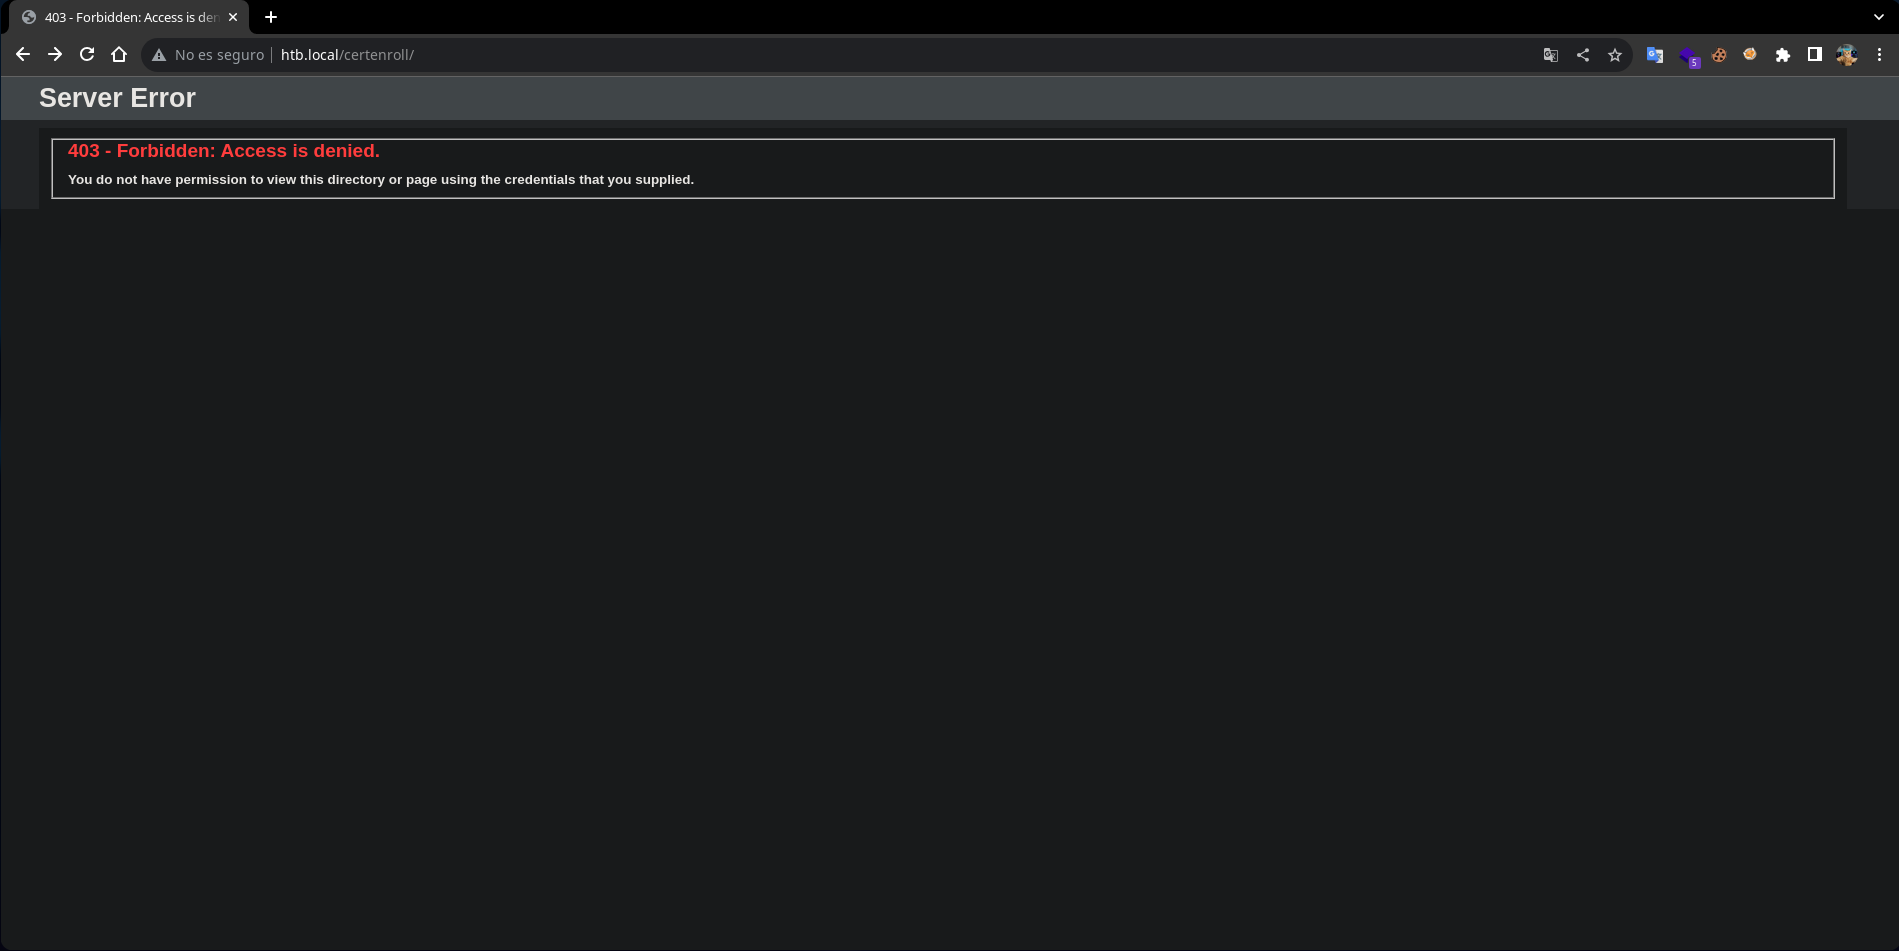 403 - Forbidden: Access is den
No es seguro htb.local/certenroll/
5
Server Error
403 - Forbidden: Access is denied.
You do not have permission to view this directory or page using the credentials that you supplied.